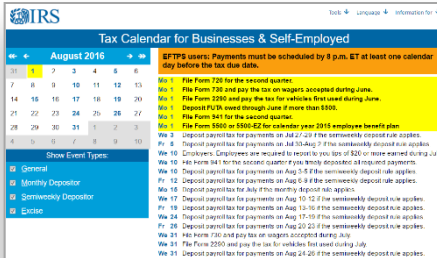 IRS
Tools Language Information for
Tax Calendar for Businesses & Self-Employed
August 2016
31 1 2 3 4 5 6
7 8 9 10 11 12 13
14 15 16 17 18 19 20
21 22 23 24 25 26 27
28 29 30 31 1 2 3
4 5 6 7 8 9 10
Show Event Types:
General
Monthly Depositor
Semiweekly Depositor
Excise
EFTPS users: Payments must be scheduled by 8 p.m. ET at least one calendar
day before the tax due date.
Mo 1 File Form 720 for the second quarter.
Mo 1 File Form 730 and pay the tax on wagers accepted during June.
Mo 1 File Form 2290 and pay the tax for vehicles first used during June.
Mo 1 Deposit FUTA owed through June if more than $500.
Mo 1 File Form 941 for the second quarter.
Mo 1 File Form 5500 or 5500-EZ for calendar year 2015 employee benefit plan
We 3 Deposit payroll tax for payments on Jul 27-29 if the semiweekly deposit rule applies.
Fr 5 Deposit payroll tax for payments on Jul 30-Aug 2 if the semiweekly deposit rule applies.
We 10 Employers: Employees are required to report to you tips of $20 or more earned during Ju
We 10 File Form 941 for the second quarter if you timely deposited all required payments.
We 10 Deposit payroll tax for payments on Aug 3-5 if the semiweekly deposit rule applies.
Fr 12 Deposit payroll tax for payments on Aug 6-9 if the semiweekly deposit rule applies.
Mo 15 Deposit payroll tax for July if the monthly deposit rule applies.
We 17 Deposit payroll tax for payments on Aug 10-12 if the semiweekly deposit rule applies.
Fr 19 Deposit payroll tax for payments on Aug 13-16 if the semiweekly deposit rule applies.
We 24 Deposit payroll tax for payments on Aug 17-19 if the semiweekly deposit rule applies.
Fr 26 Deposit payroll tax for payments on Aug 20-23 if the semiweekly deposit rule applies.
We 31 File Form 730 and pay tax on wagers accepted during July.
We 31 File Form 2290 and pay the tax for vehicles first used during July.
We 31 Deposit payroll tax for payments on Aug 24-26 if the semiweekly deposit rule applies.